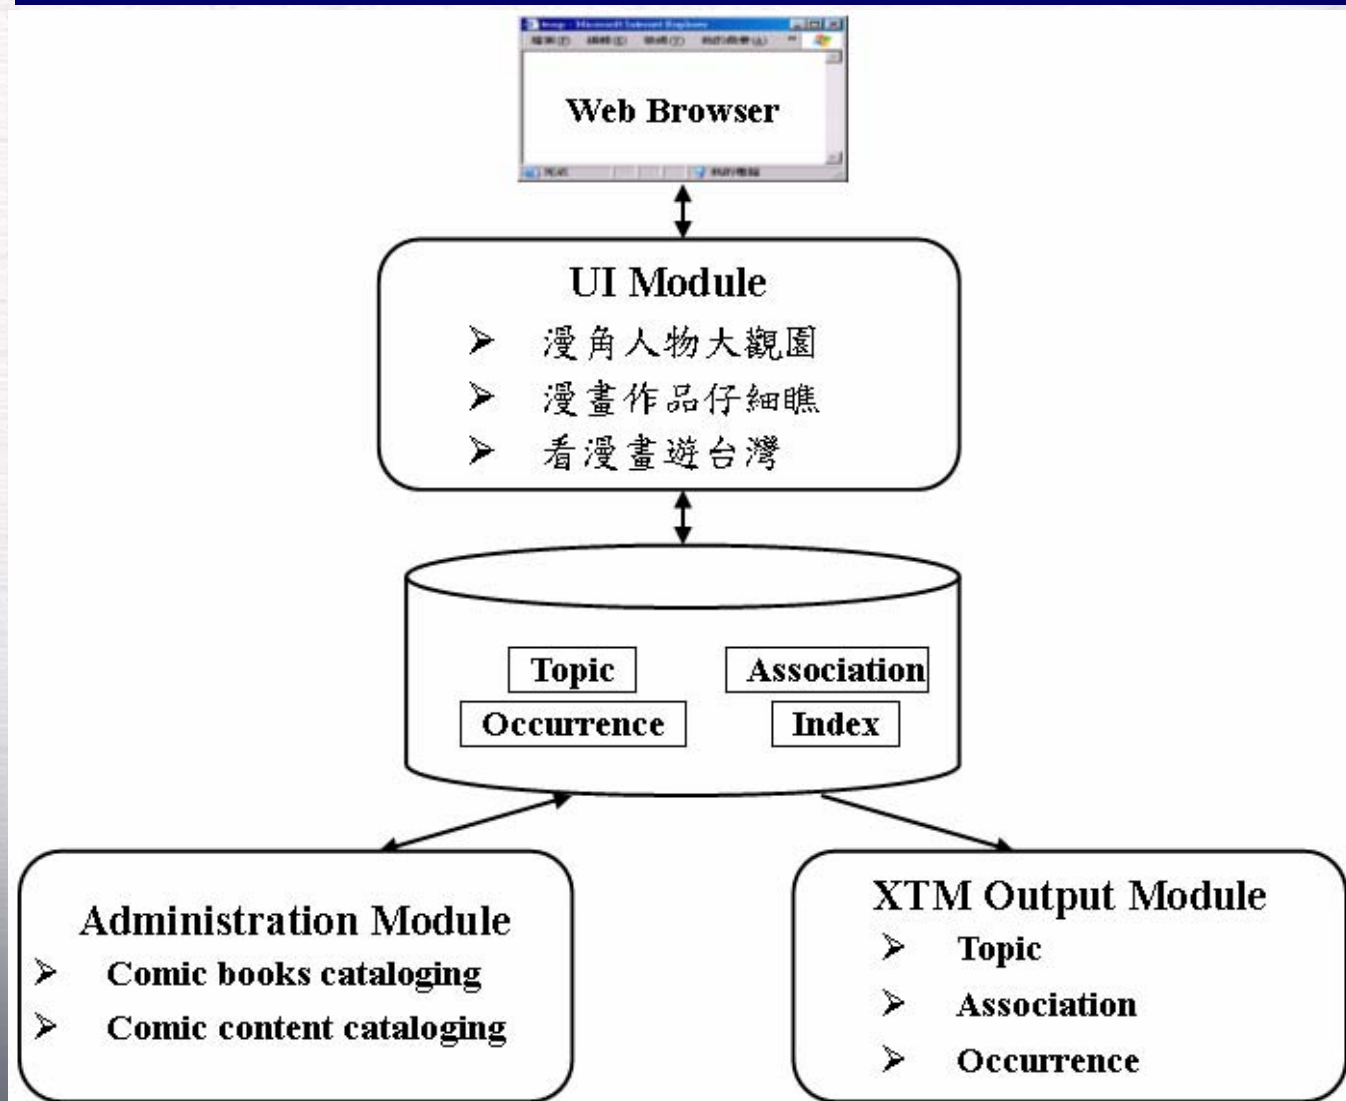 Web Browser
UI Module
➢ 漫角人物大觀園
➢ 漫畫作品仔細瞧
➢ 看漫畫遊台灣
Topic
Association
Occurrence
Index
Administration Module
➢ Comic books cataloging
➢ Comic content cataloging
XTM Output Module
➢ Topic
➢ Association
➢ Occurrence